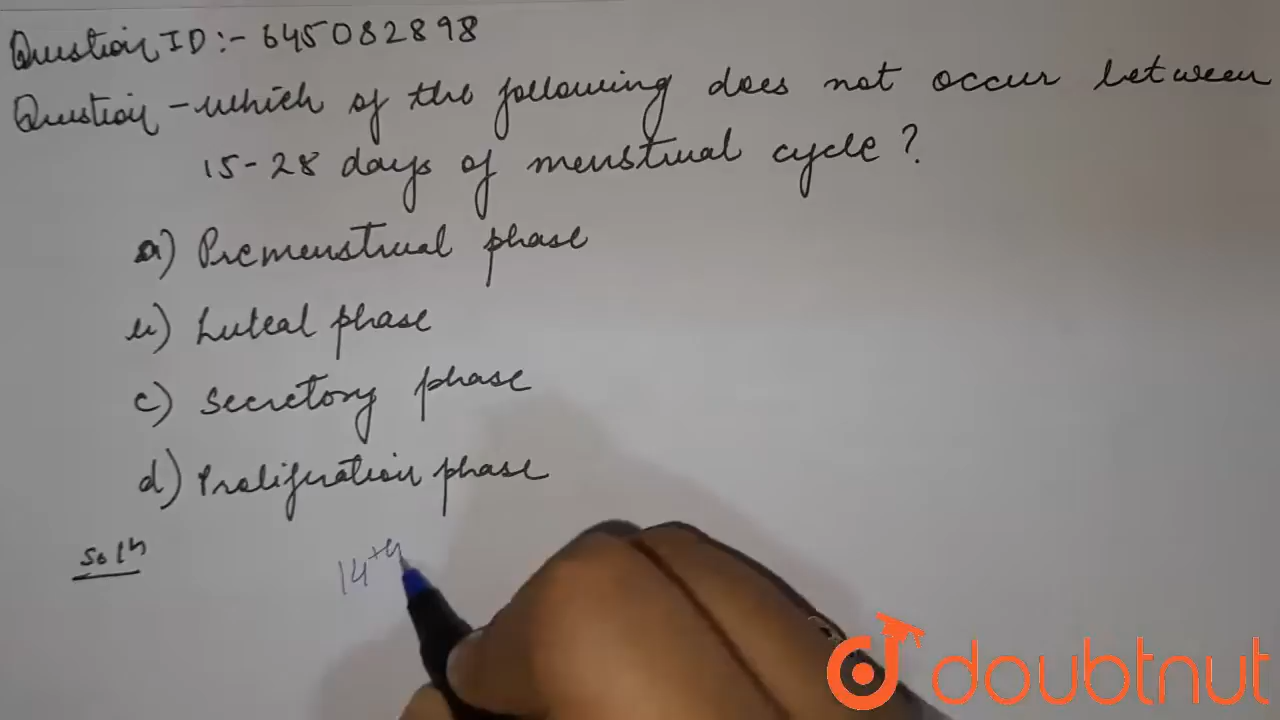 Question ID:- 645082898
Question - which of the following does not occur between
15-28 days of menstrual cycle?
a) Premenstrual phase
b) Luteal phase
c) Secretory phase
d) Proliferation phase
Soln
14th
doubtnut